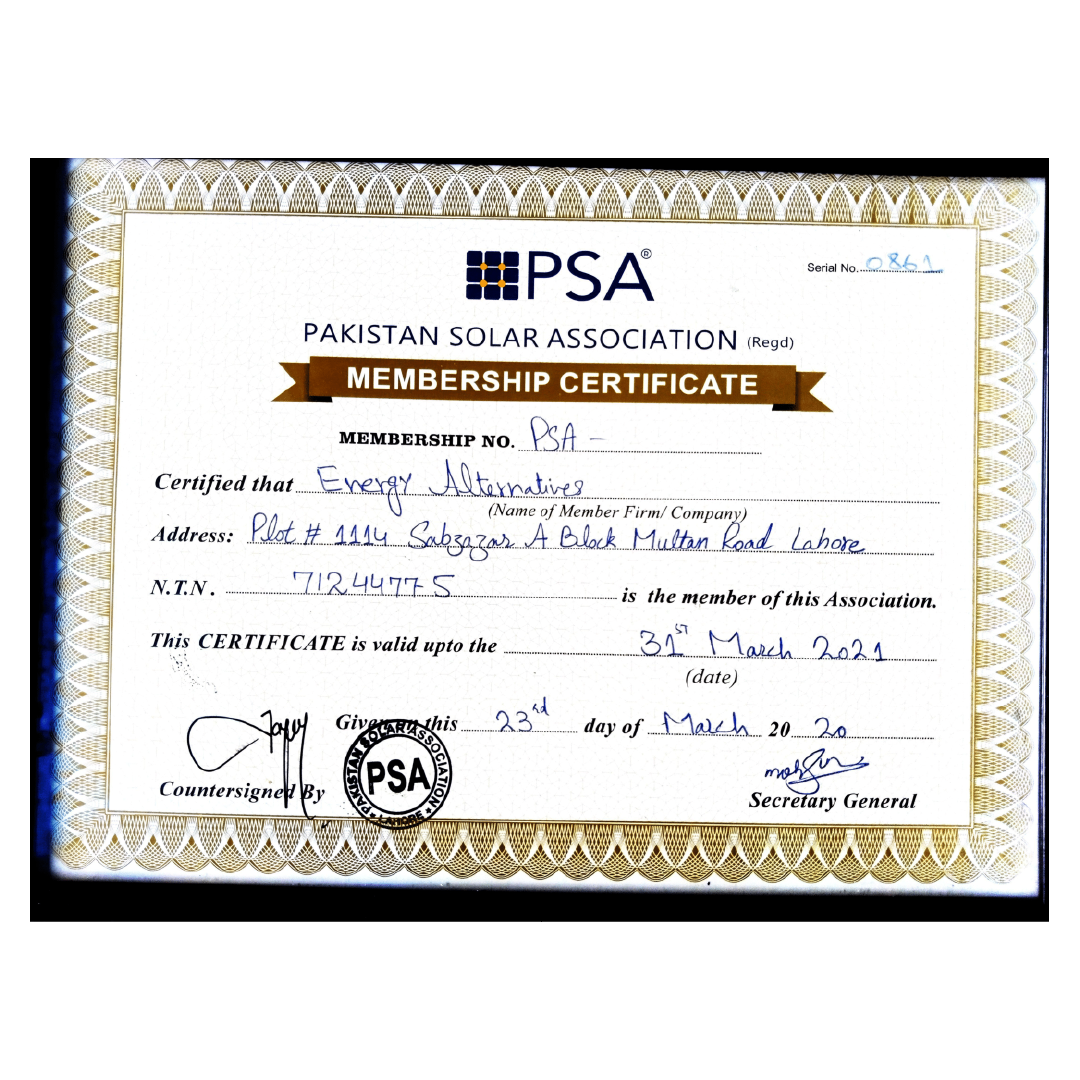 PSA®
Serial No. 0861
PAKISTAN SOLAR ASSOCIATION (Regd)
MEMBERSHIP CERTIFICATE
MEMBERSHIP NO. PSA -
Certified that Energy Alternatives
(Name of Member Firm/ Company)
Address: Plot # 1114 Sabzazar A Block Multan Road Lahore
N.T.N. 7124477-5 is the member of this Association.
This CERTIFICATE is valid upto the 31ST March 2021
(date)
Given on this 23rd day of March 20 20
Countersigned By
PAKISTAN SOLAR ASSOCIATION
PSA
★ LAHORE ★
Secretary General